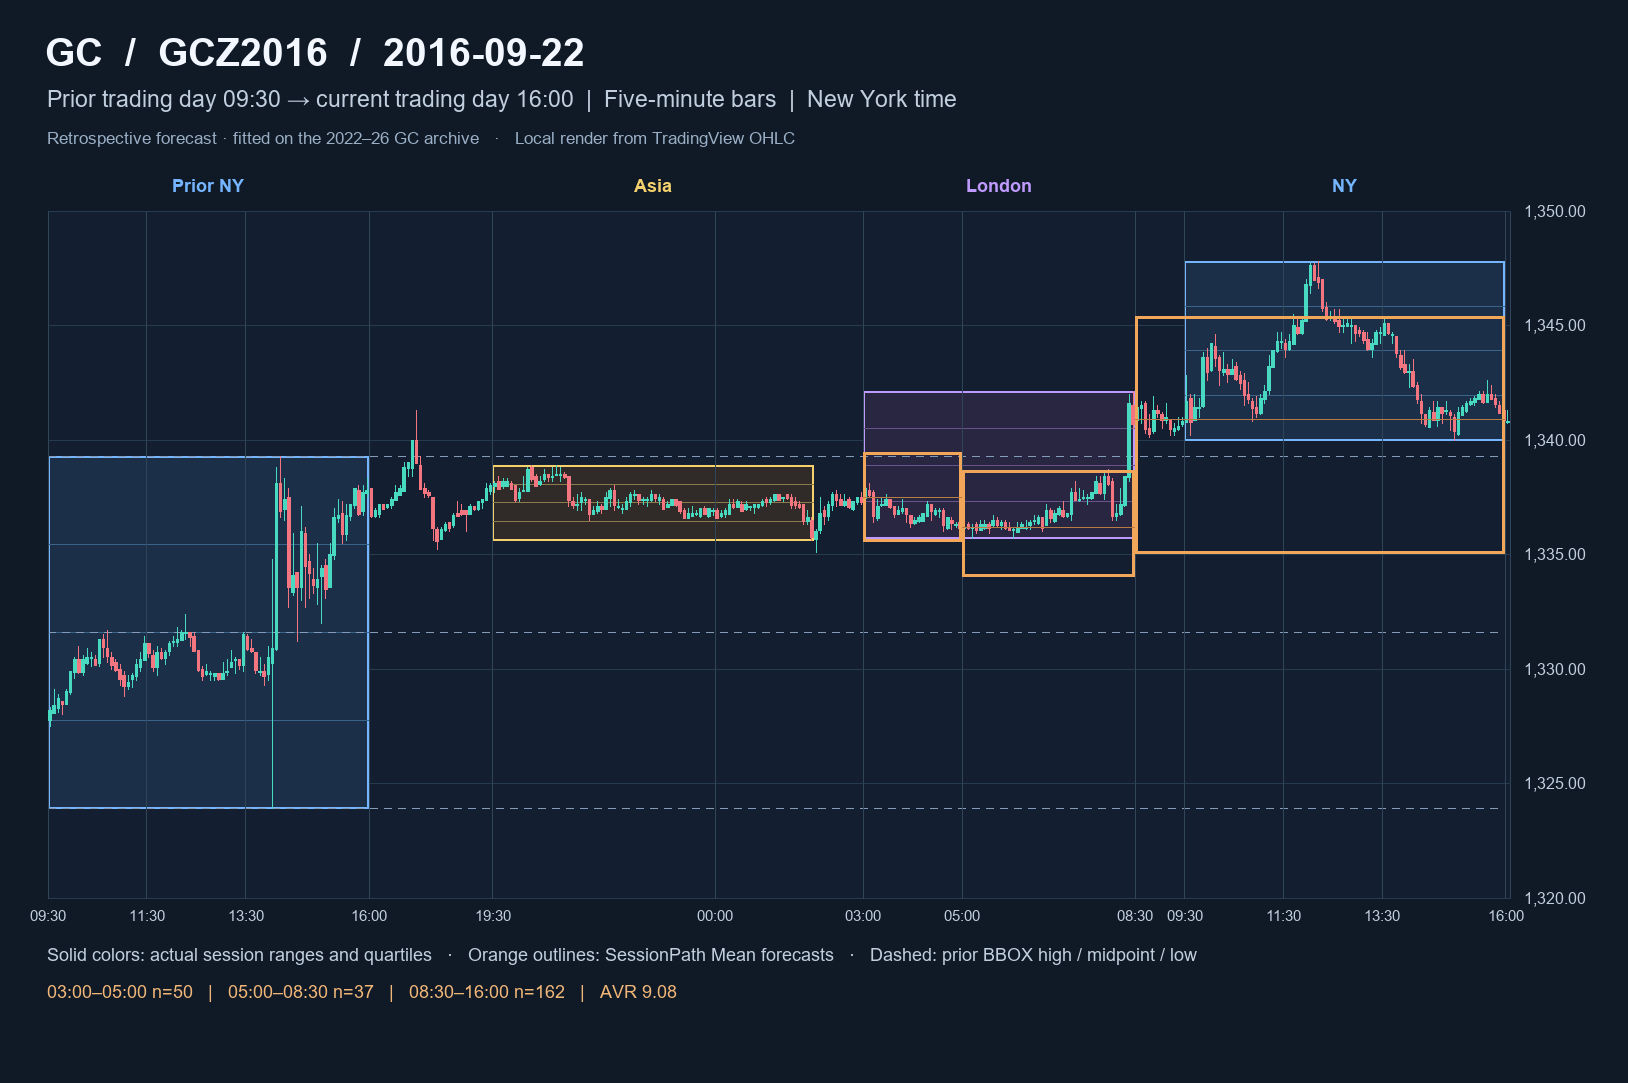 GC / GCZ2016 / 2016-09-22
Prior trading day 09:30 → current trading day 16:00 | Five-minute bars | New York time
Retrospective forecast · fitted on the 2022–26 GC archive · Local render from TradingView OHLC
Prior NY Asia London NY
1,350.00
1,345.00
1,340.00
1,335.00
1,330.00
1,325.00
1,320.00
09:30 11:30 13:30 16:00 19:30 00:00 03:00 05:00 08:30 09:30 11:30 13:30 16:00
Solid colors: actual session ranges and quartiles · Orange outlines: SessionPath Mean forecasts · Dashed: prior BBOX high / midpoint / low
03:00–05:00 n=50 | 05:00–08:30 n=37 | 08:30–16:00 n=162 | AVR 9.08